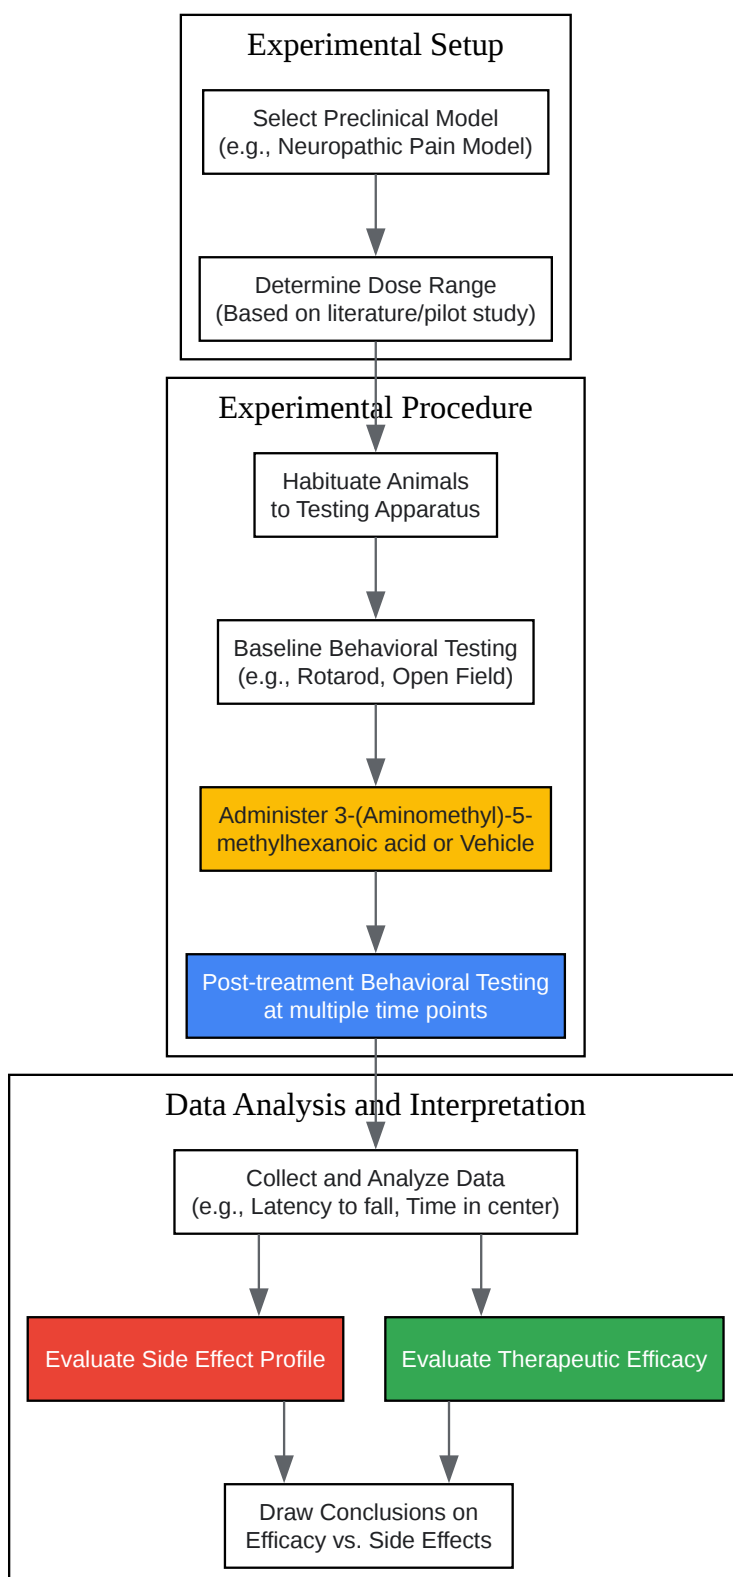 Experimental Setup
Select Preclinical Model
(e.g., Neuropathic Pain Model)
Determine Dose Range
(Based on literature/pilot study)
Experimental Procedure
Habituate Animals
to Testing Apparatus
Baseline Behavioral Testing
(e.g., Rotarod, Open Field)
Administer 3-(Aminomethyl)-5-
methylhexanoic acid or Vehicle
Post-treatment Behavioral Testing
at multiple time points
Data Analysis and Interpretation
Collect and Analyze Data
(e.g., Latency to fall, Time in center)
Evaluate Side Effect Profile
Evaluate Therapeutic Efficacy
Draw Conclusions on
Efficacy vs. Side Effects